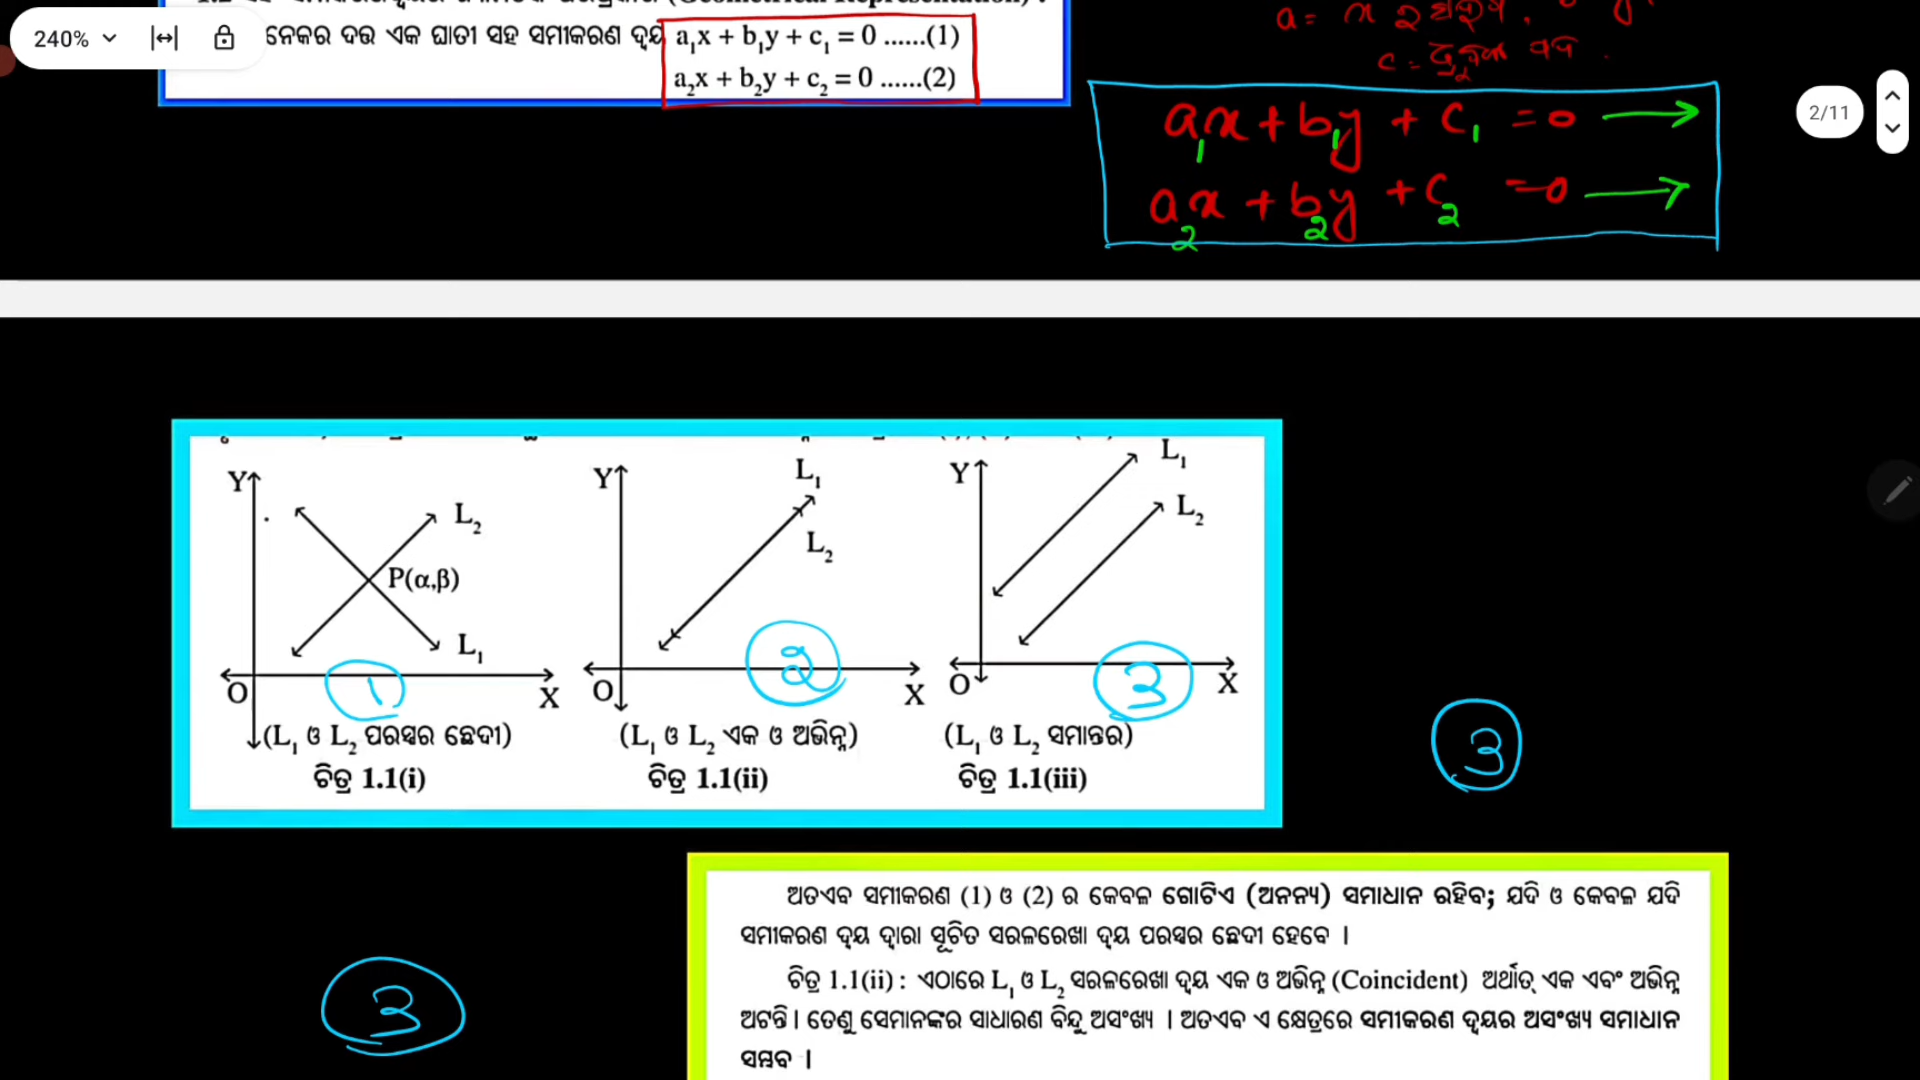 240%
ନେକର ଦଉ ଏକ ଘାତୀ ସହ ସମୀକରଣ ଦ୍ୱୟ a₁x + b₁y + c₁ = 0 ......(1)
a₂x + b₂y + c₂ = 0 ......(2)
a₁x + b₁y + c₁ = 0 →
a₂x + b₂y + c₂ = 0 →
2/11
Y L₂ P(α,β) L₁ O X
Y L₁ L₂ O X
Y L₁ L₂ O X
1 2 3
(L₁ ଓ L₂ ପରସ୍ପର ଛେଦୀ) (L₁ ଓ L₂ ଏକ ଓ ଅଭିନ୍ନ) (L₁ ଓ L₂ ସମାନ୍ତର)
ଚିତ୍ର 1.1(i) ଚିତ୍ର 1.1(ii) ଚିତ୍ର 1.1(iii)
3
ଅତଏବ ସମୀକରଣ (1) ଓ (2) ର କେବଳ ଗୋଟିଏ (ଅନନ୍ୟ) ସମାଧାନ ରହିବ; ଯଦି ଓ କେବଳ ଯଦି
ସମୀକରଣ ଦ୍ୱୟ ଦ୍ୱାରା ସୂଚିତ ସରଳରେଖା ଦ୍ୱୟ ପରସ୍ପର ଛେଦୀ ହେବେ ।
ଚିତ୍ର 1.1(ii) : ଏଠାରେ L₁ ଓ L₂ ସରଳରେଖା ଦ୍ୱୟ ଏକ ଓ ଅଭିନ୍ନ (Coincident) ଅର୍ଥାତ୍ ଏକ ଏବଂ ଅଭିନ୍ନ
ଅଟନ୍ତି । ତେଣୁ ସେମାନଙ୍କର ସାଧାରଣ ବିନ୍ଦୁ ଅସଂଖ୍ୟ । ଅତଏବ ଏ କ୍ଷେତ୍ରରେ ସମୀକରଣ ଦ୍ୱୟର ଅସଂଖ୍ୟ ସମାଧାନ
ସମ୍ଭବ ।
3